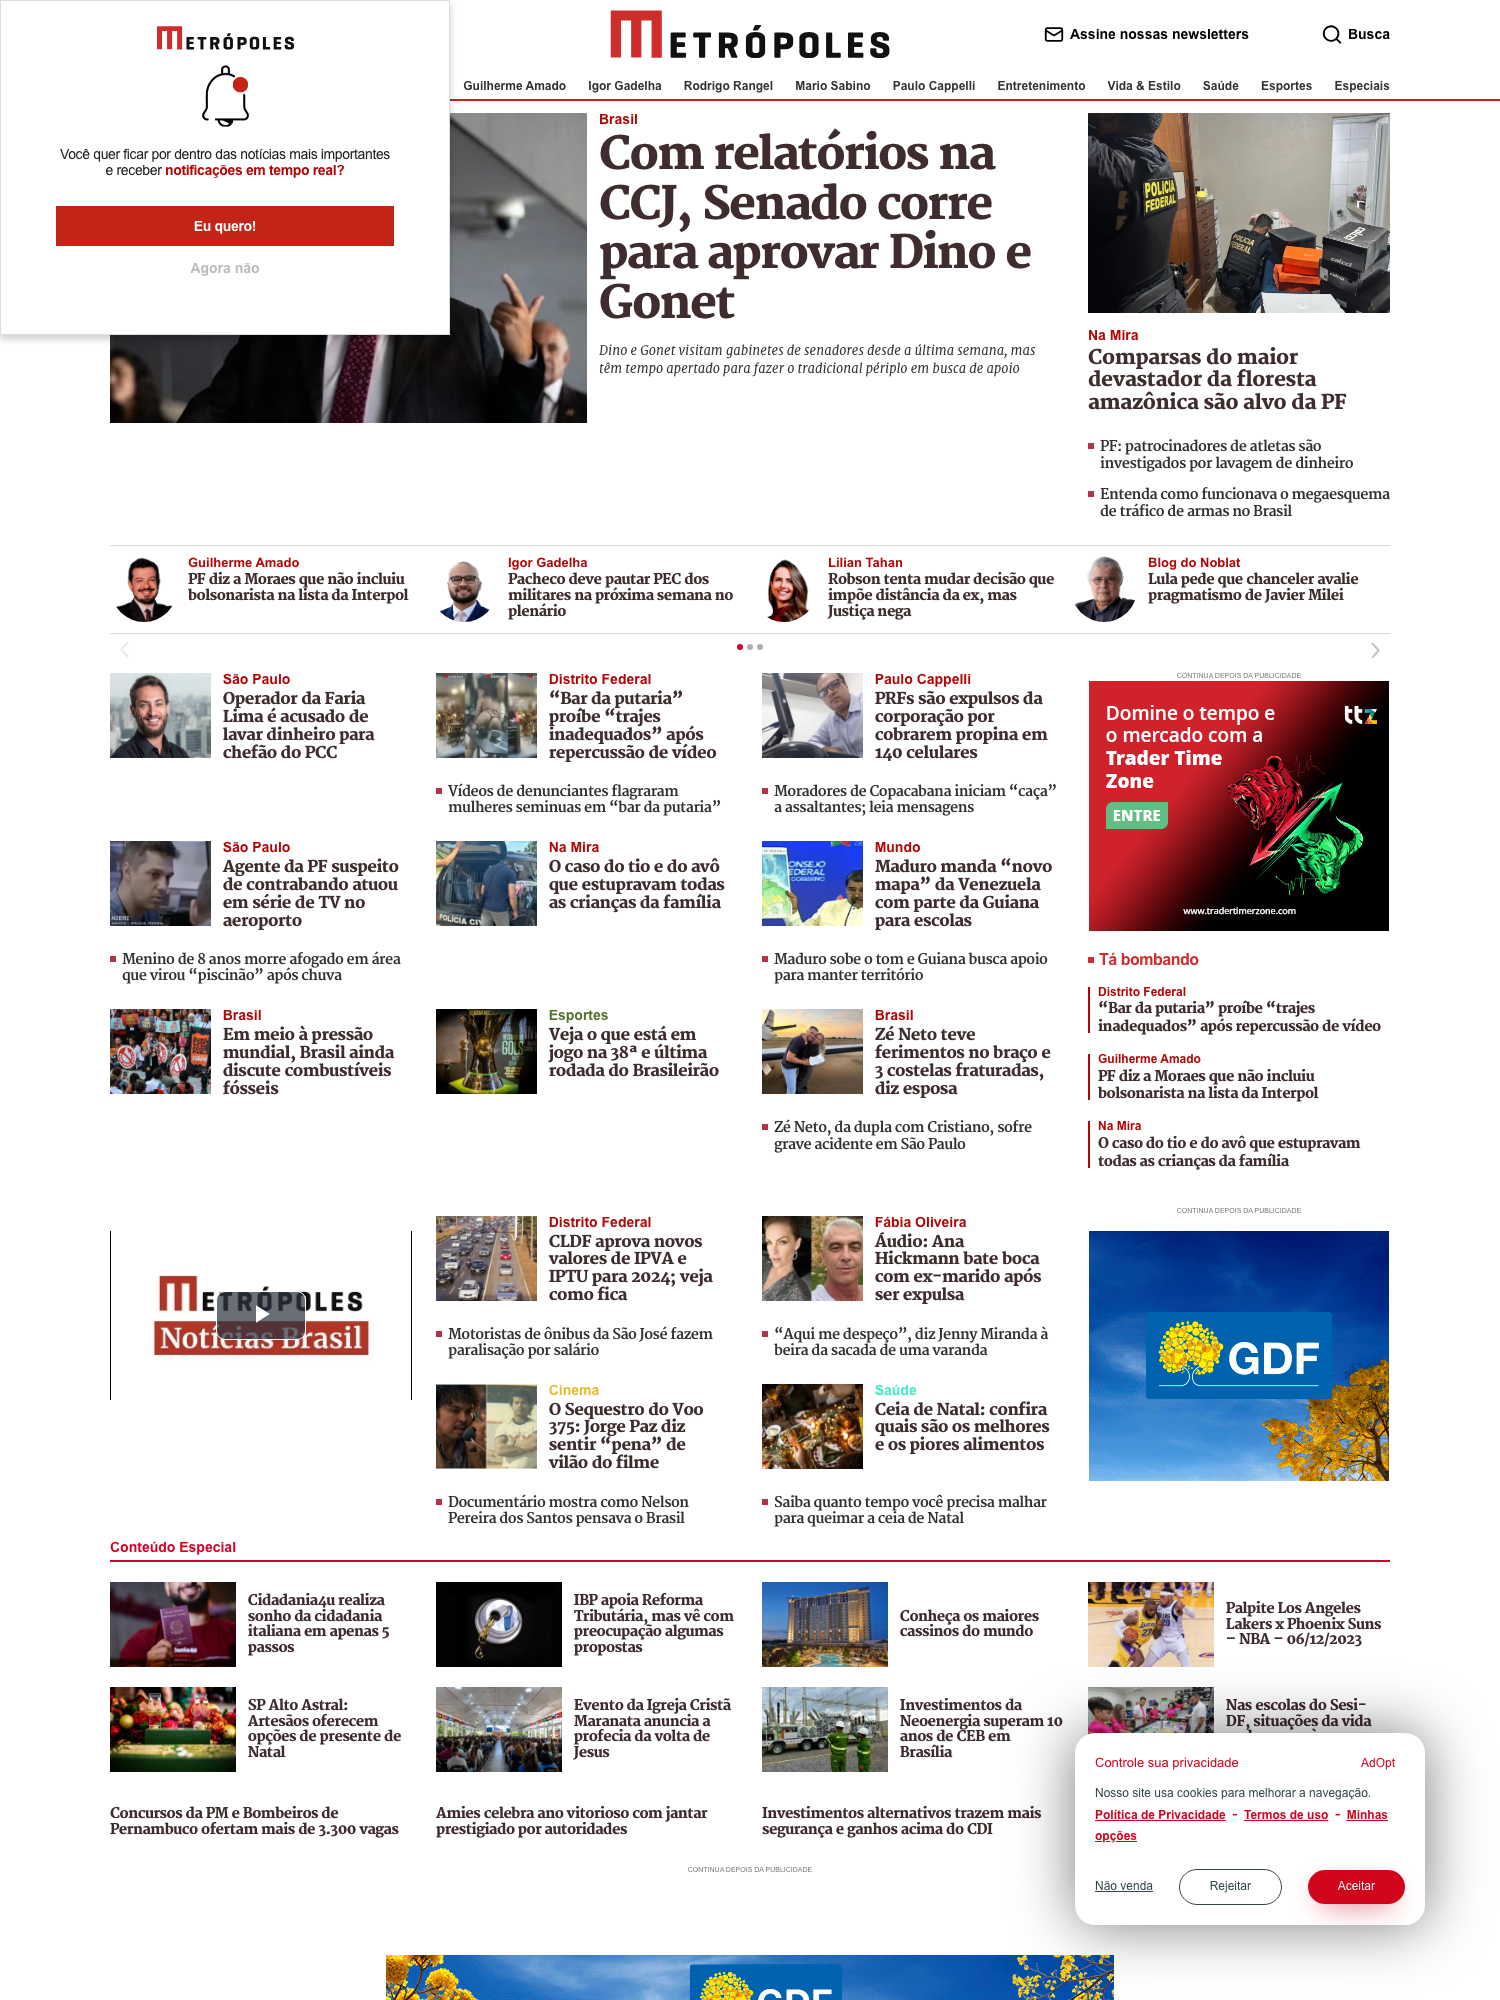 METRÓPOLES
Você quer ficar por dentro das notícias mais importantes
e receber notificações em tempo real?
Eu quero!
Agora não
METRÓPOLES
Assine nossas newsletters
Busca
Guilherme Amado
Igor Gadelha
Rodrigo Rangel
Mario Sabino
Paulo Cappelli
Entretenimento
Vida & Estilo
Saúde
Esportes
Especiais
Brasil
Com relatórios na
CCJ, Senado corre
para aprovar Dino e
Gonet
Dino e Gonet visitam gabinetes de senadores desde a última semana, mas
têm tempo apertado para fazer o tradicional périplo em busca de apoio
POLÍCIA
FEDERAL
POLÍCIA
FEDERAL
Na Mira
Comparsas do maior
devastador da floresta
amazônica são alvo da PF
PF: patrocinadores de atletas são
investigados por lavagem de dinheiro
Entenda como funcionava o megaesquema
de tráfico de armas no Brasil
Guilherme Amado
PF diz a Moraes que não incluiu
bolsonarista na lista da Interpol
Igor Gadelha
Pacheco deve pautar PEC dos
militares na próxima semana no
plenário
Lilian Tahan
Robson tenta mudar decisão que
impõe distância da ex, mas
Justiça nega
Blog do Noblat
Lula pede que chanceler avalie
pragmatismo de Javier Milei
São Paulo
Operador da Faria
Lima é acusado de
lavar dinheiro para
chefão do PCC
Distrito Federal
“Bar da putaria”
proíbe “trajes
inadequados” após
repercussão de vídeo
Vídeos de denunciantes flagraram
mulheres seminuas em “bar da putaria”
Paulo Cappelli
PRFs são expulsos da
corporação por
cobrarem propina em
140 celulares
Moradores de Copacabana iniciam “caça”
a assaltantes; leia mensagens
CONTINUA DEPOIS DA PUBLICIDADE
Domine o tempo e
o mercado com a
Trader Time
Zone
ttz
ENTRE
www.tradertimerzone.com
São Paulo
Agente da PF suspeito
de contrabando atuou
em série de TV no
aeroporto
Menino de 8 anos morre afogado em área
que virou “piscinão” após chuva
Na Mira
O caso do tio e do avô
que estupravam todas
as crianças da família
POLÍCIA CIV
Mundo
Maduro manda “novo
mapa” da Venezuela
com parte da Guiana
para escolas
ONSEJO
EDERAL
GOBIERNO
Maduro sobe o tom e Guiana busca apoio
para manter território
Tá bombando
Distrito Federal
“Bar da putaria” proíbe “trajes
inadequados” após repercussão de vídeo
Guilherme Amado
PF diz a Moraes que não incluiu
bolsonarista na lista da Interpol
Na Mira
O caso do tio e do avô que estupravam
todas as crianças da família
Brasil
Em meio à pressão
mundial, Brasil ainda
discute combustíveis
fósseis
Esportes
Veja o que está em
jogo na 38ª e última
rodada do Brasileirão
GOLS
Brasil
Zé Neto teve
ferimentos no braço e
3 costelas fraturadas,
diz esposa
Zé Neto, da dupla com Cristiano, sofre
grave acidente em São Paulo
METRÓPOLES
Notícias Brasil
Distrito Federal
CLDF aprova novos
valores de IPVA e
IPTU para 2024; veja
como fica
Motoristas de ônibus da São José fazem
paralisação por salário
Fábia Oliveira
Áudio: Ana
Hickmann bate boca
com ex-marido após
ser expulsa
“Aqui me despeço”, diz Jenny Miranda à
beira da sacada de uma varanda
CONTINUA DEPOIS DA PUBLICIDADE
GDF
Cinema
O Sequestro do Voo
375: Jorge Paz diz
sentir “pena” de
vilão do filme
Documentário mostra como Nelson
Pereira dos Santos pensava o Brasil
Saúde
Ceia de Natal: confira
quais são os melhores
e os piores alimentos
Saiba quanto tempo você precisa malhar
para queimar a ceia de Natal
Conteúdo Especial
Cidadania4u realiza
sonho da cidadania
italiana em apenas 5
passos
IBP apoia Reforma
Tributária, mas vê com
preocupação algumas
propostas
Conheça os maiores
cassinos do mundo
Palpite Los Angeles
Lakers x Phoenix Suns
– NBA – 06/12/2023
SP Alto Astral:
Artesãos oferecem
opções de presente de
Natal
Evento da Igreja Cristã
Maranata anuncia a
profecia da volta de
Jesus
Investimentos da
Neoenergia superam 10
anos de CEB em
Brasília
Nas escolas do Sesi-
DF, situações da vida
Concursos da PM e Bombeiros de
Pernambuco ofertam mais de 3.300 vagas
Amies celebra ano vitorioso com jantar
prestigiado por autoridades
Investimentos alternativos trazem mais
segurança e ganhos acima do CDI
Controle sua privacidade
AdOpt
Nosso site usa cookies para melhorar a navegação.
Política de Privacidade - Termos de uso - Minhas
opções
Não venda
Rejeitar
Aceitar
CONTINUA DEPOIS DA PUBLICIDADE
GDF